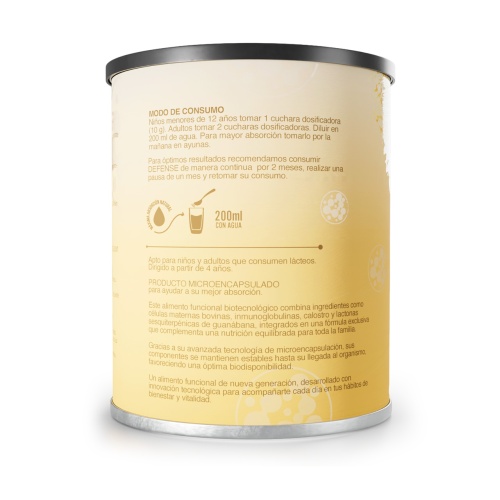 MODO DE CONSUMO
Niños menores de 12 años tomar 1 cuchara dosificadora
(10 g). Adultos tomar 2 cucharas dosificadoras. Diluir en
200 ml de agua. Para mayor absorción tomarlo por la
mañana en ayunas.
Para óptimos resultados recomendamos consumir
DEFENSE de manera continua por 2 meses, realizar una
pausa de un mes y retomar su consumo.
200ml
CON AGUA
Apto para niños y adultos que consumen lácteos.
Dirigido a partir de 4 años.
PRODUCTO MICROENCAPSULADO
para ayudar a su mejor absorción.
Este alimento funcional biotecnológico combina ingredientes como
células maternas bovinas, inmunoglobulinas, calostro y lactonas
sesquiterpénicas de guanábana, integrados en una fórmula exclusiva
que complementa una nutrición equilibrada para toda la familia.
Gracias a su avanzada tecnología de microencapsulación, sus
componentes se mantienen estables hasta su llegada al organismo,
favoreciendo una óptima biodisponibilidad.
Un alimento funcional de nueva generación, desarrollado con
innovación tecnológica para acompañarte cada día en tus hábitos de
bienestar y vitalidad.